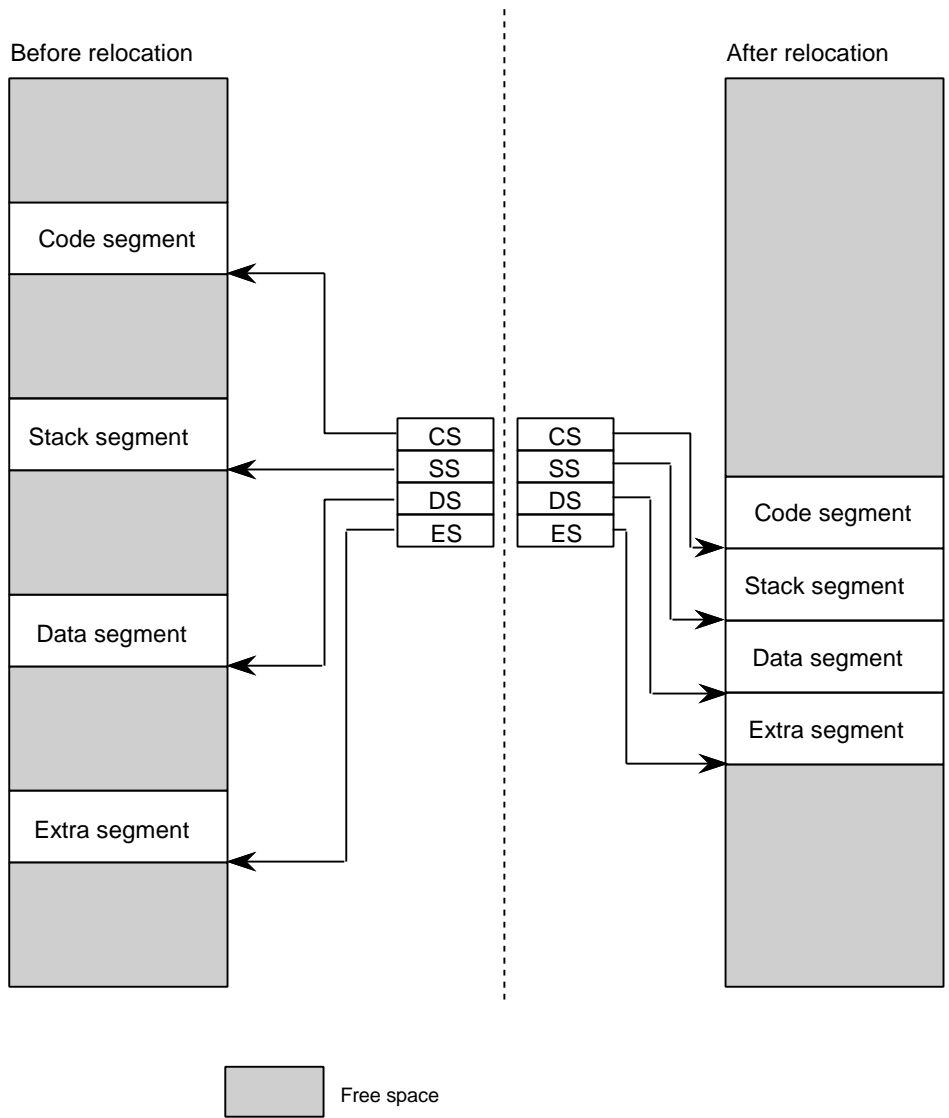 Before relocation
After relocation
Code segment
Stack segment
Data segment
Extra segment
CS
SS
DS
ES
CS
SS
DS
ES
Code segment
Stack segment
Data segment
Extra segment
Free space